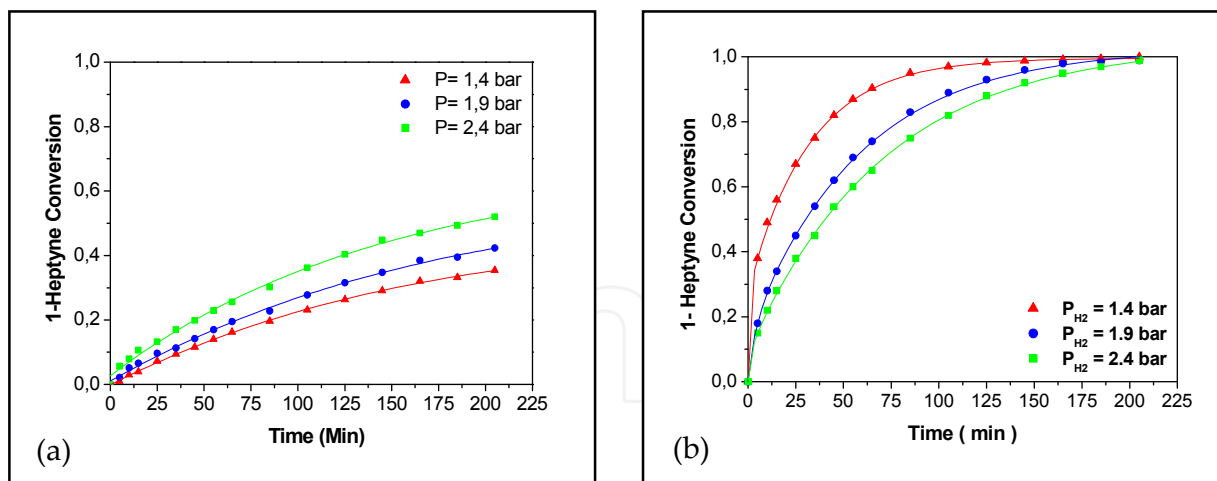 1,0
0,8
0,6
0,4
0,2
0,0
1-Heptyne Conversion
P= 1,4 bar
P= 1,9 bar
P= 2,4 bar
0 25 50 75 100 125 150 175 200 225
Time (Min)
(a)
1,0
0,8
0,6
0,4
0,2
0,0
1- Heptyne Conversion
P H2 = 1.4 bar
P H2 = 1.9 bar
P H2 = 2.4 bar
0 25 50 75 100 125 150 175 200 225
Time ( min )
(b)